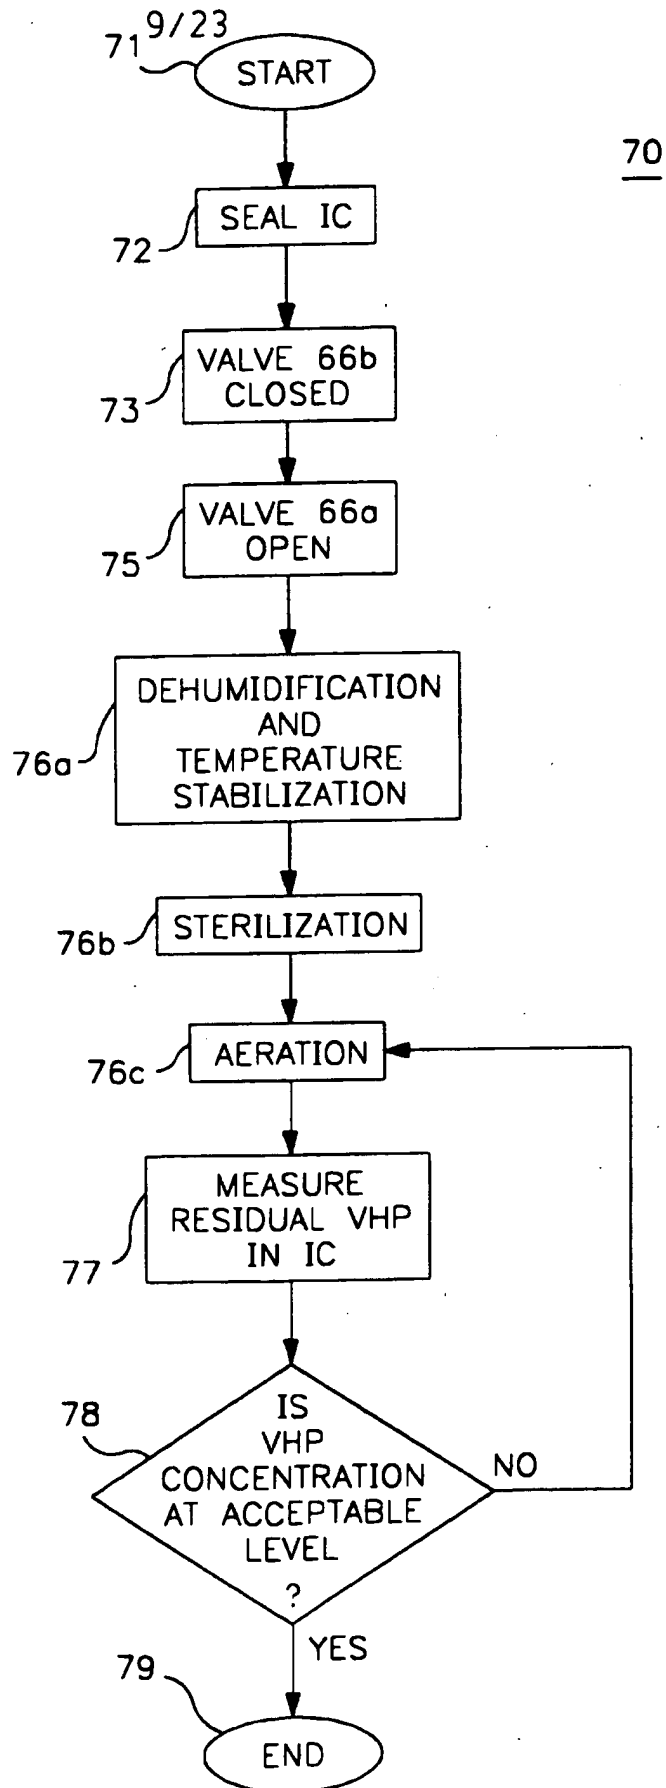 9/23
71
START
70
SEAL IC
72
VALVE 66b
CLOSED
73
VALVE 66a
OPEN
75
DEHUMIDIFICATION
AND
TEMPERATURE
STABILIZATION
76a
STERILIZATION
76b
AERATION
76c
MEASURE
RESIDUAL VHP
IN IC
77
78
IS
VHP
CONCENTRATION
AT ACCEPTABLE
LEVEL
?
NO
YES
79
END